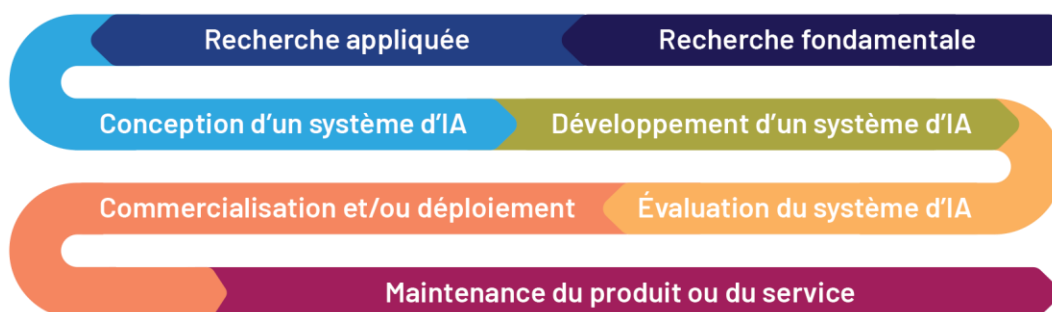 Recherche appliquée
Recherche fondamentale
Conception d'un système d'IA
Développement d'un système d'IA
Commercialisation et/ou déploiement
Évaluation du système d'IA
Maintenance du produit ou du service